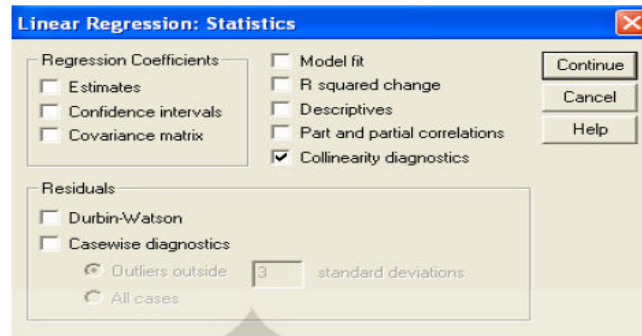 Linear Regression: Statistics
Regression Coefficients
Estimates
Confidence intervals
Covariance matrix
Model fit
R squared change
Descriptives
Part and partial correlations
Collinearity diagnostics
Continue
Cancel
Help
Residuals
Durbin-Watson
Casewise diagnostics
Outliers outside 3 standard deviations
All cases